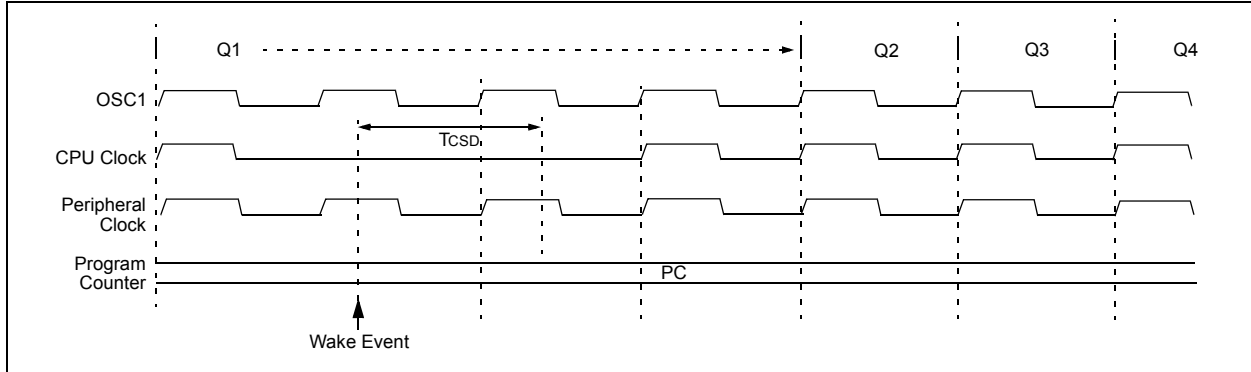 Q1 Q2 Q3 Q4
OSC1
TCSD
CPU Clock
Peripheral
Clock
Program
Counter
PC
Wake Event